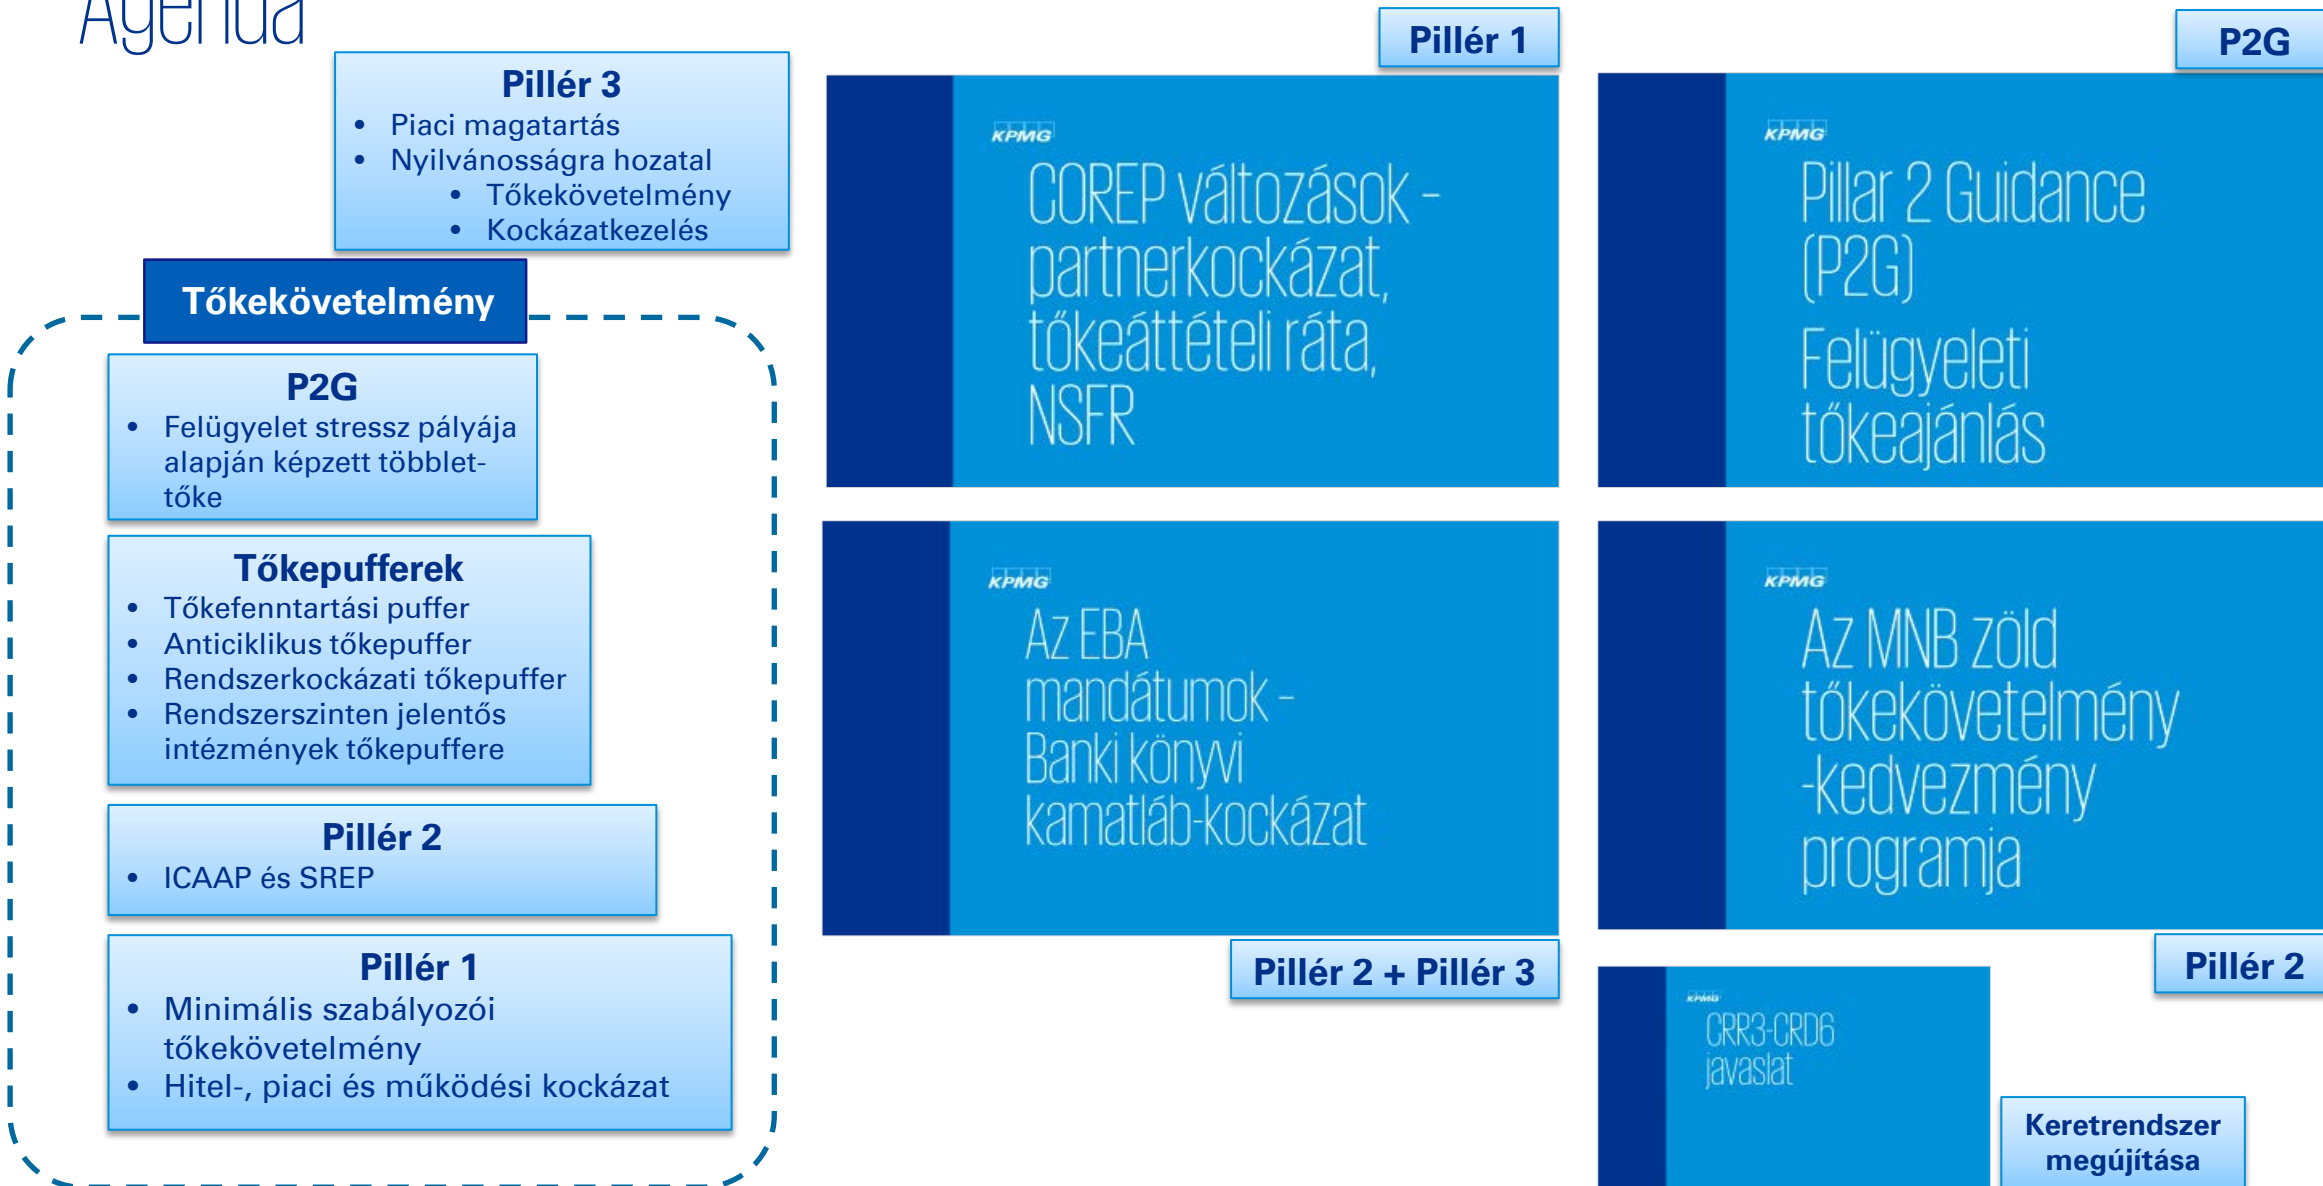 Agenda
Pillér 3
• Piaci magatartás
• Nyilvánosságra hozatal
• Tőkekövetelmény
• Kockázatkezelés
Tőkekövetelmény
P2G
• Felügyelet stressz pályája
alapján képzett többlet-
tőke
Tőkepufferek
• Tőkefenntartási puffer
• Anticiklikus tőkepuffer
• Rendszerkockázati tőkepuffer
• Rendszerszinten jelentős
intézmények tőkepuffere
Pillér 2
• ICAAP és SREP
Pillér 1
• Minimális szabályozói
tőkekövetelmény
• Hitel-, piaci és működési kockázat
Pillér 1
KPMG
COREP változások –
partnerkockázat,
tőkeáttételi ráta,
NSFR
P2G
KPMG
Pillar 2 Guidance
(P2G)
Felügyeleti
tőkeajánlás
KPMG
Az EBA
mandátumok –
Banki könyvi
kamatláb-kockázat
Pillér 2 + Pillér 3
KPMG
Az MNB zöld
tőkekövetelmény
-kedvezmény
programja
Pillér 2
KPMG
CRR3-CRD6
javaslat
Keretrendszer
megújítása